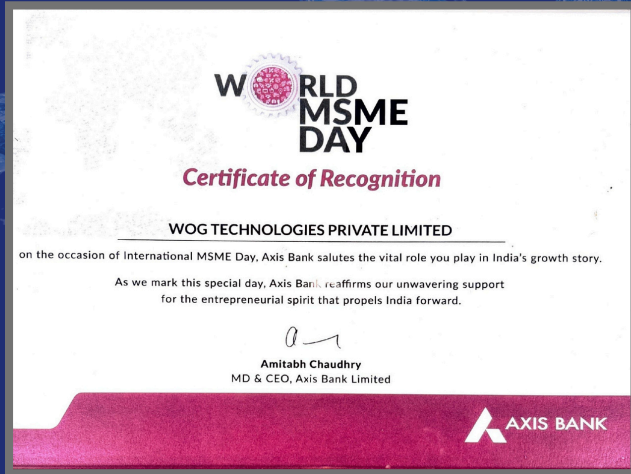 WORLD
MSME
DAY
Certificate of Recognition
WOG TECHNOLOGIES PRIVATE LIMITED
on the occasion of International MSME Day, Axis Bank salutes the vital role you play in India's growth story.
As we mark this special day, Axis Bank reaffirms our unwavering support
for the entrepreneurial spirit that propels India forward.
Amitabh Chaudhry
MD & CEO, Axis Bank Limited
AXIS BANK